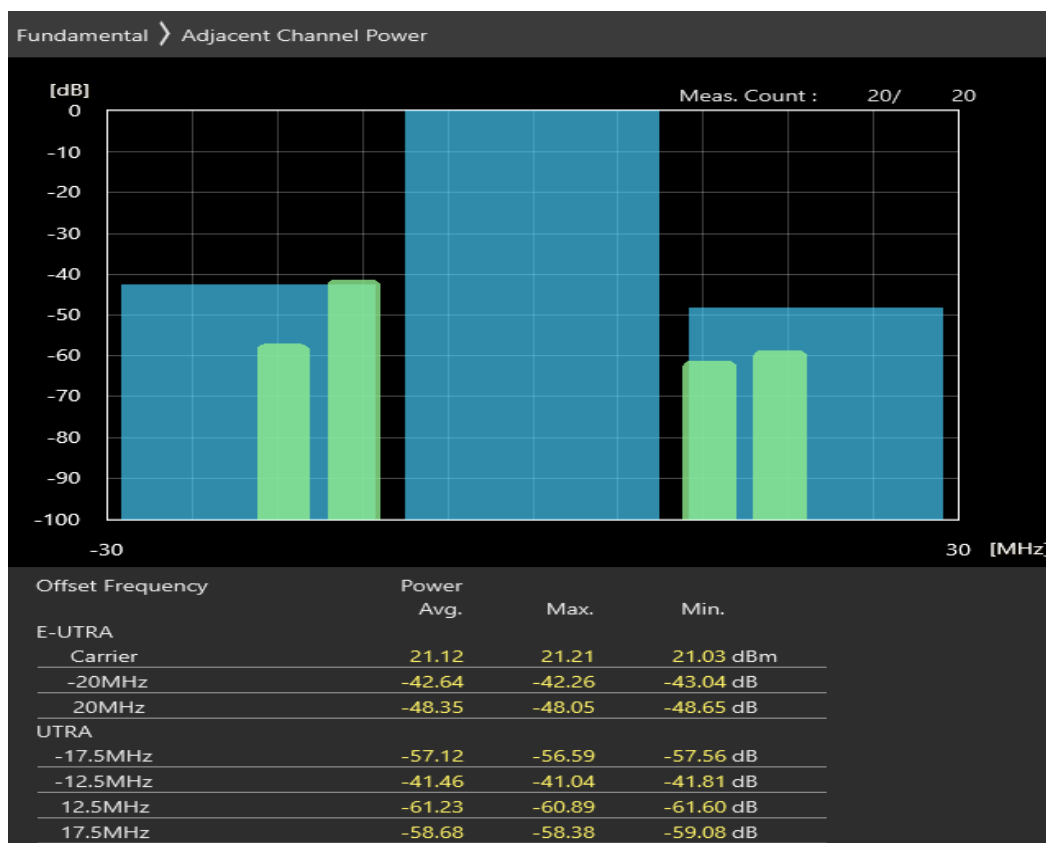 Fundamental 〉 Adjacent Channel Power
[dB]
Meas. Count : 20/ 20
0
-10
-20
-30
-40
-50
-60
-70
-80
-90
-100
-30 30 [MHz]
Offset Frequency Power
Avg. Max. Min.
E-UTRA
Carrier 21.12 21.21 21.03 dBm
-20MHz -42.64 -42.26 -43.04 dB
20MHz -48.35 -48.05 -48.65 dB
UTRA
-17.5MHz -57.12 -56.59 -57.56 dB
-12.5MHz -41.46 -41.04 -41.81 dB
12.5MHz -61.23 -60.89 -61.60 dB
17.5MHz -58.68 -58.38 -59.08 dB